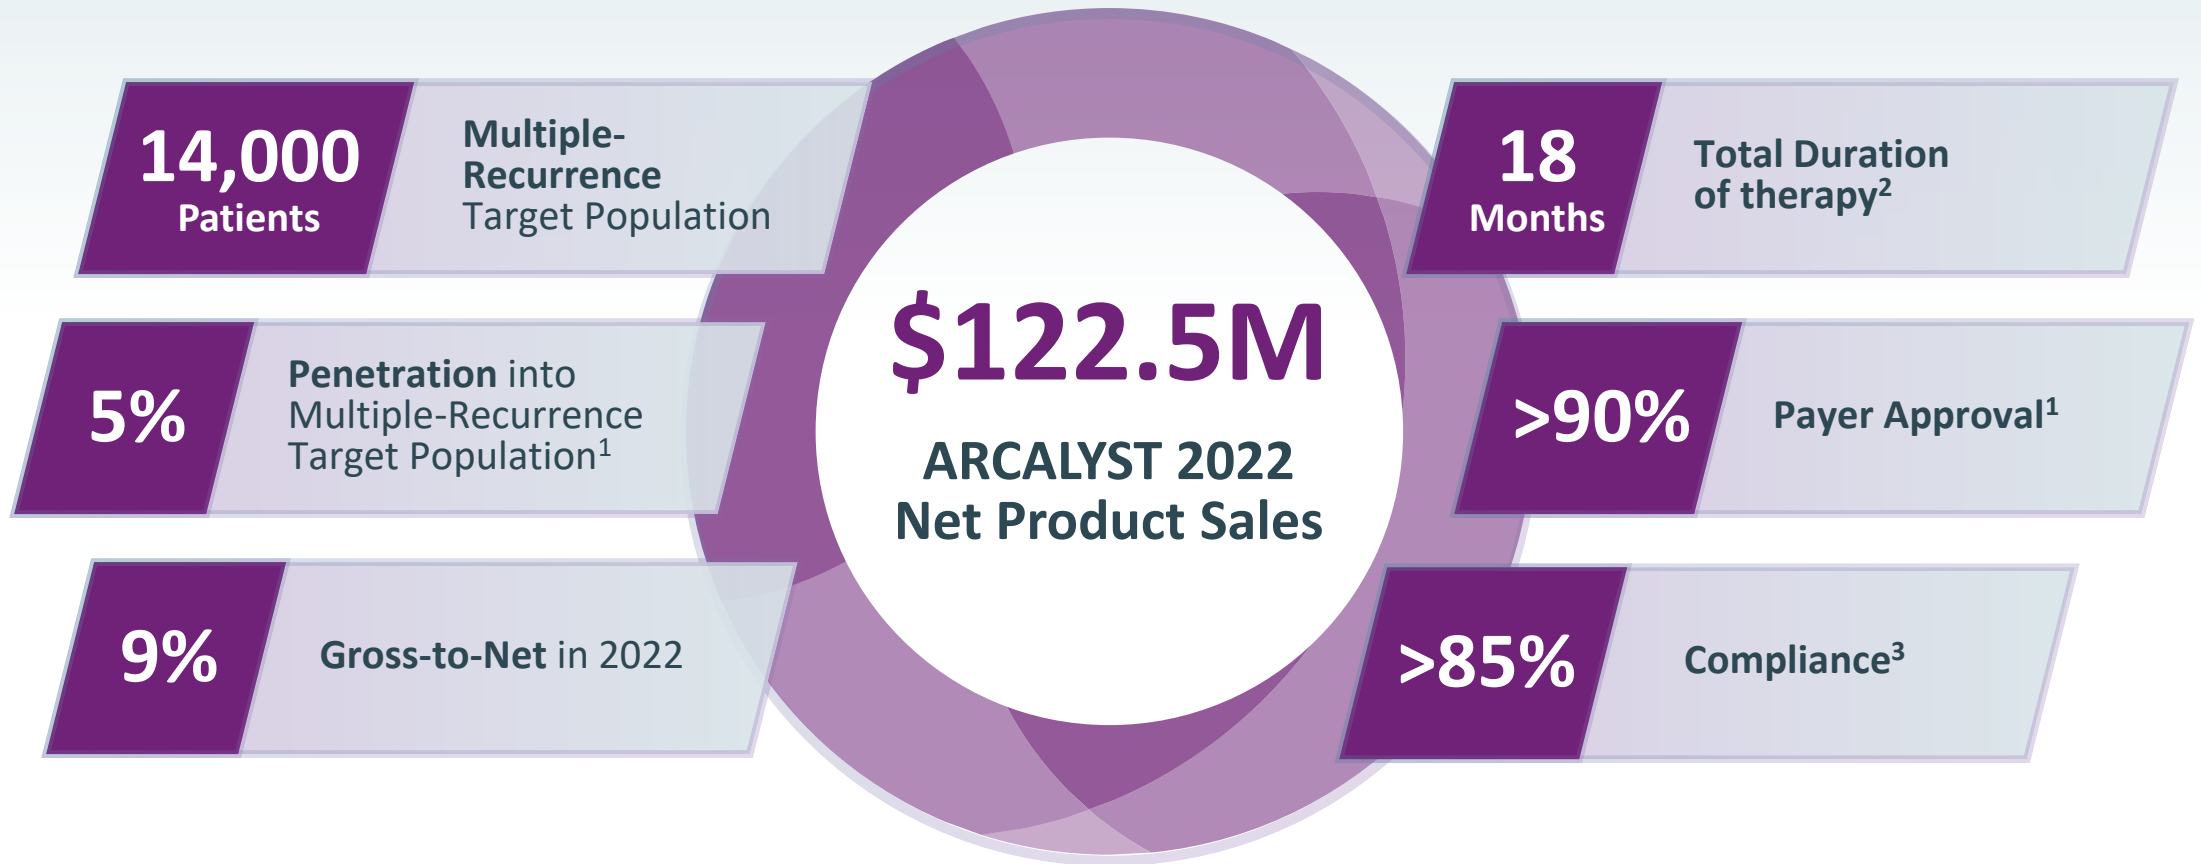 14,000
Patients
Multiple-
Recurrence
Target Population
5%
Penetration into
Multiple-Recurrence
Target Population¹
9%
Gross-to-Net in 2022
$122.5M
ARCALYST 2022
Net Product Sales
18
Months
Total Duration
of therapy²
>90%
Payer Approval¹
>85%
Compliance³